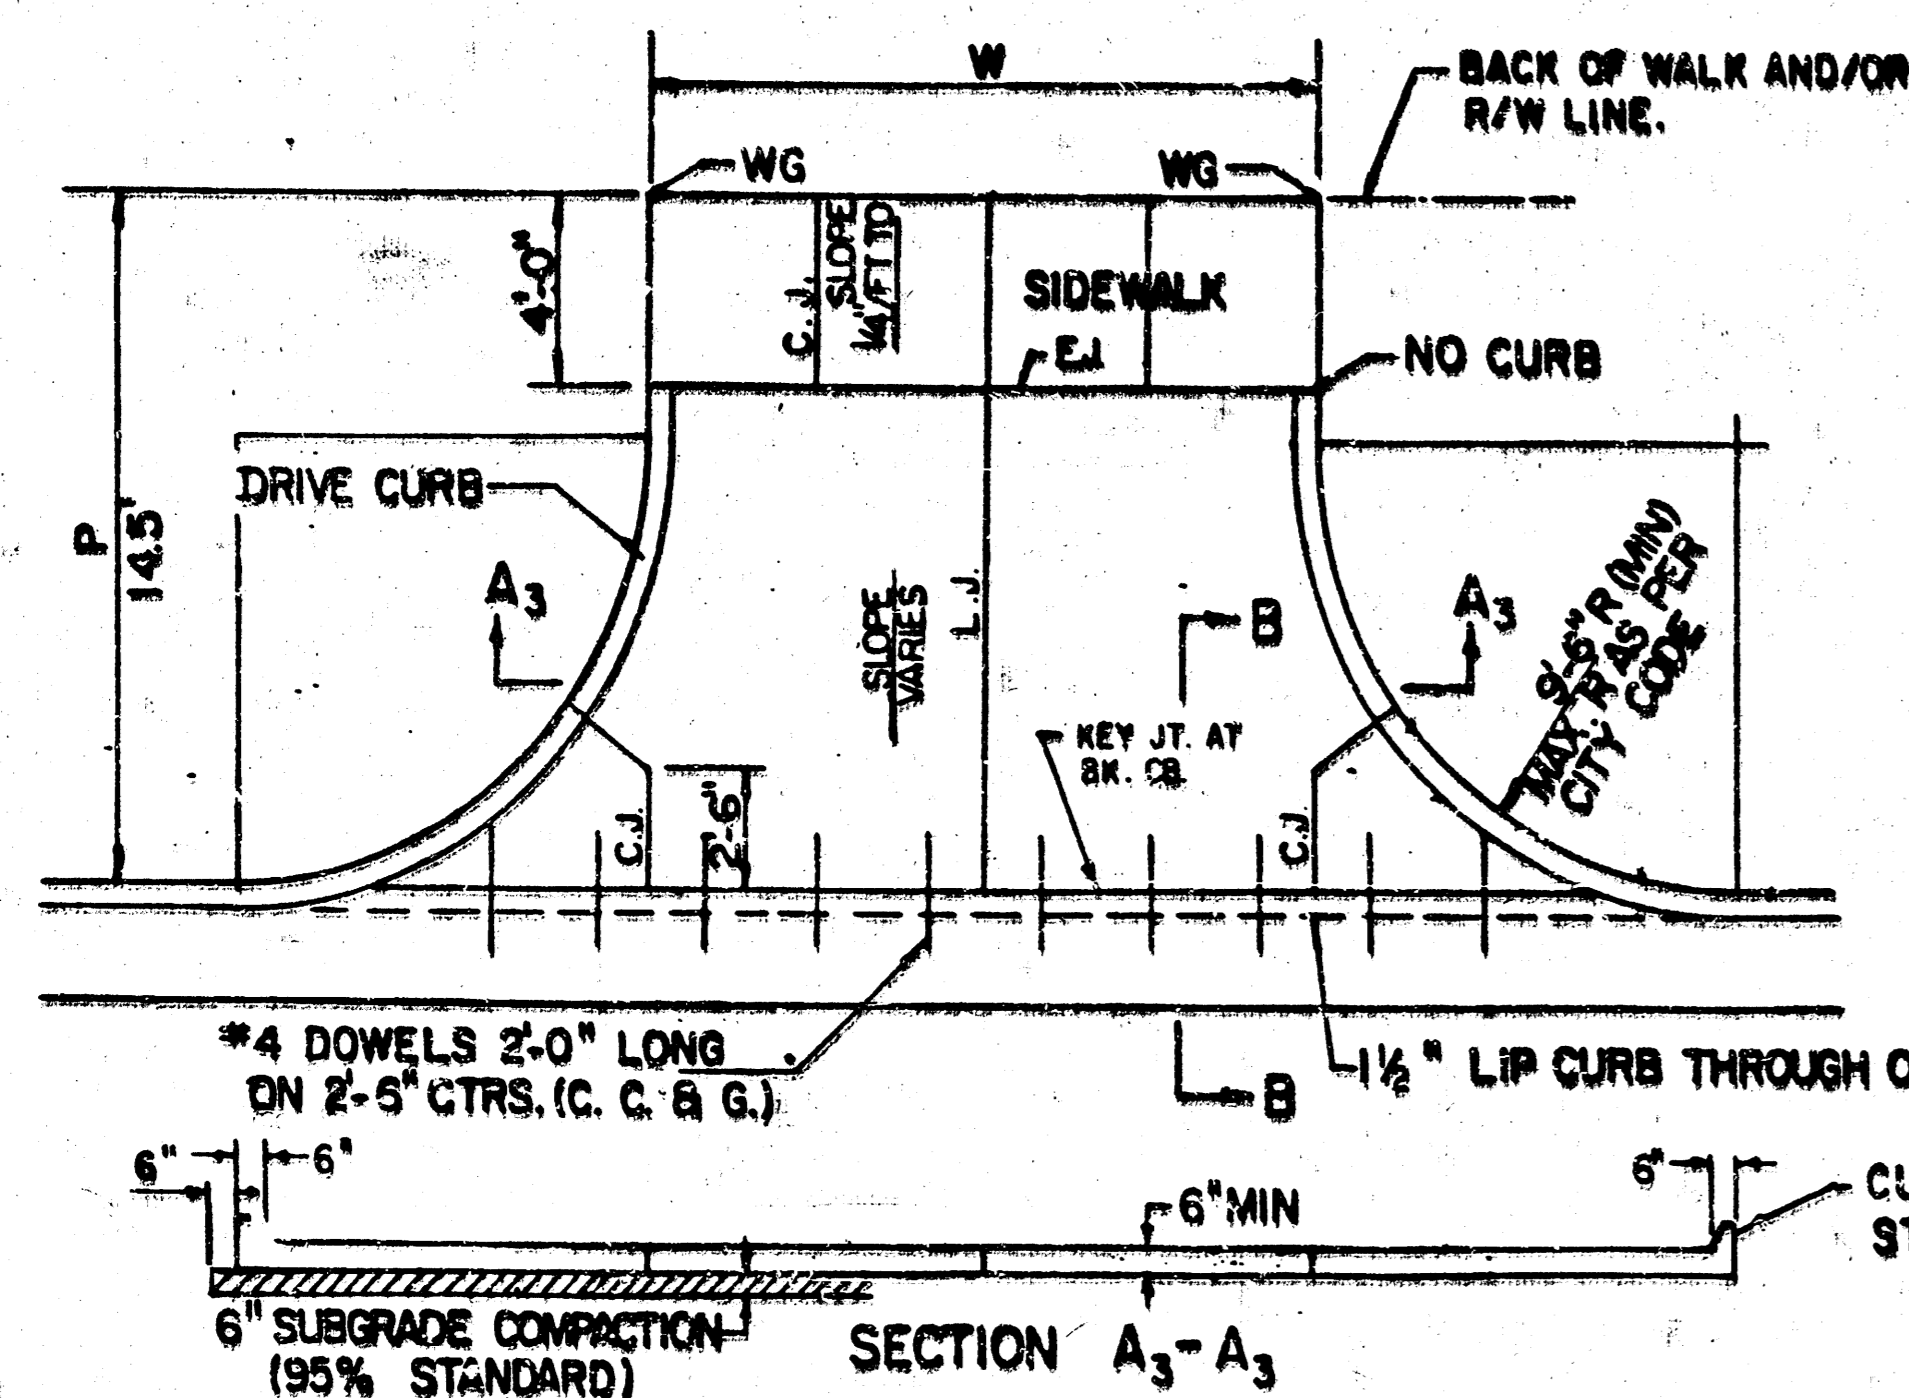 W
BACK OF WALK AND/OR
R/W LINE.
WG
WG
4'-0"
C.J.
SLOPE
1/4"/FT TO
SIDEWALK
E.J.
NO CURB
DRIVE CURB
P
14.5'
A3
SLOPE
VARIES
L.J.
B
A3
9'-6" R (MIN)
MAX. R AS PER
CITY CODE
KEY JT. AT
BK. CB.
C.J.
2'-6"
C.J.
#4 DOWELS 2'-0" LONG
ON 2'-6" CTRS. (C. C. & G.)
B
1½" LIP CURB THROUGH
6"
6"
6" MIN
6"
6" SUBGRADE COMPACTION
(95% STANDARD)
SECTION A3-A3